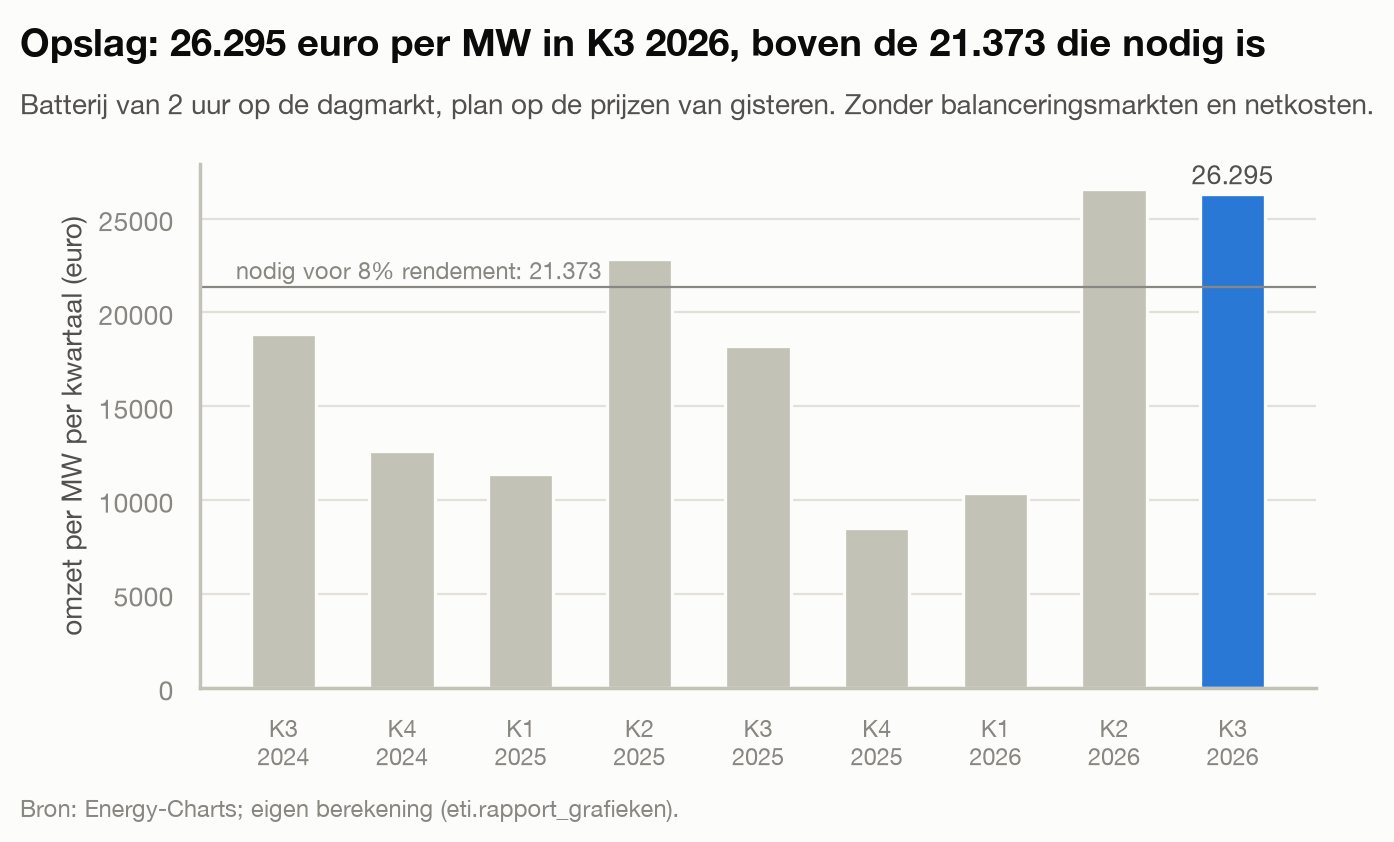 Opslag: 26.295 euro per MW in K3 2026, boven de 21.373 die nodig is
Batterij van 2 uur op de dagmarkt, plan op de prijzen van gisteren. Zonder balanceringsmarkten en netkosten.
omzet per MW per kwartaal (euro)
25000
20000
15000
10000
5000
0
nodig voor 8% rendement: 21.373
26.295
K3
2024
K4
2024
K1
2025
K2
2025
K3
2025
K4
2025
K1
2026
K2
2026
K3
2026
Bron: Energy-Charts; eigen berekening (eti.rapport_grafieken).